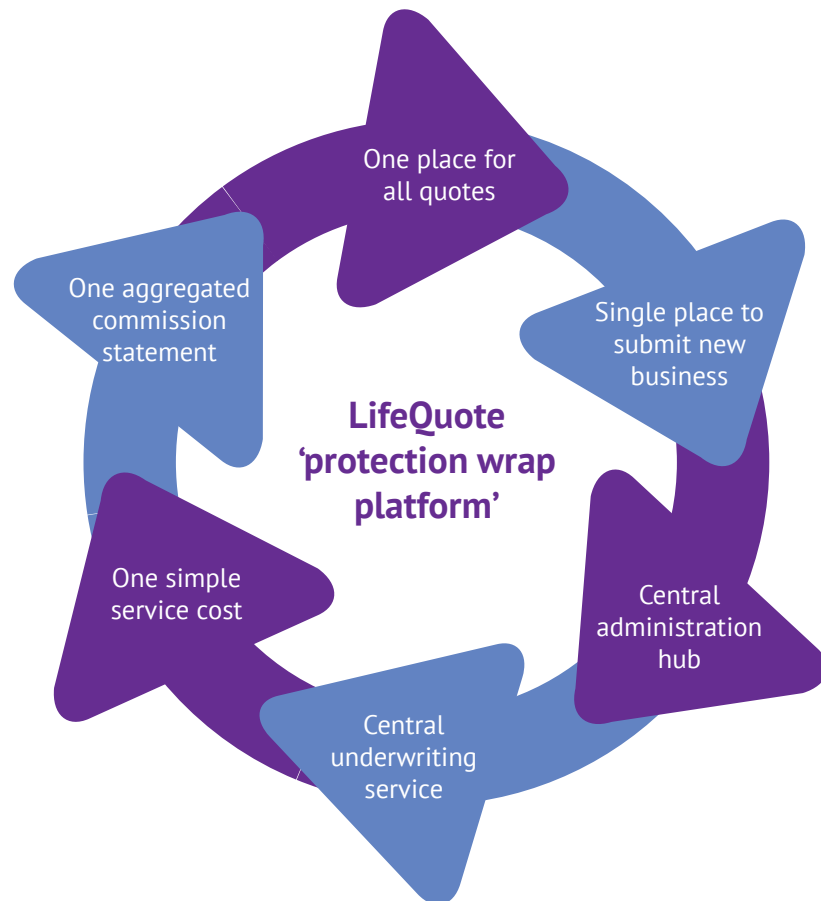 One place for
all quotes
Single place to
submit new
business
Central
administration
hub
Central
underwriting
service
One simple
service cost
One aggregated
commission
statement
LifeQuote
‘protection wrap
platform’